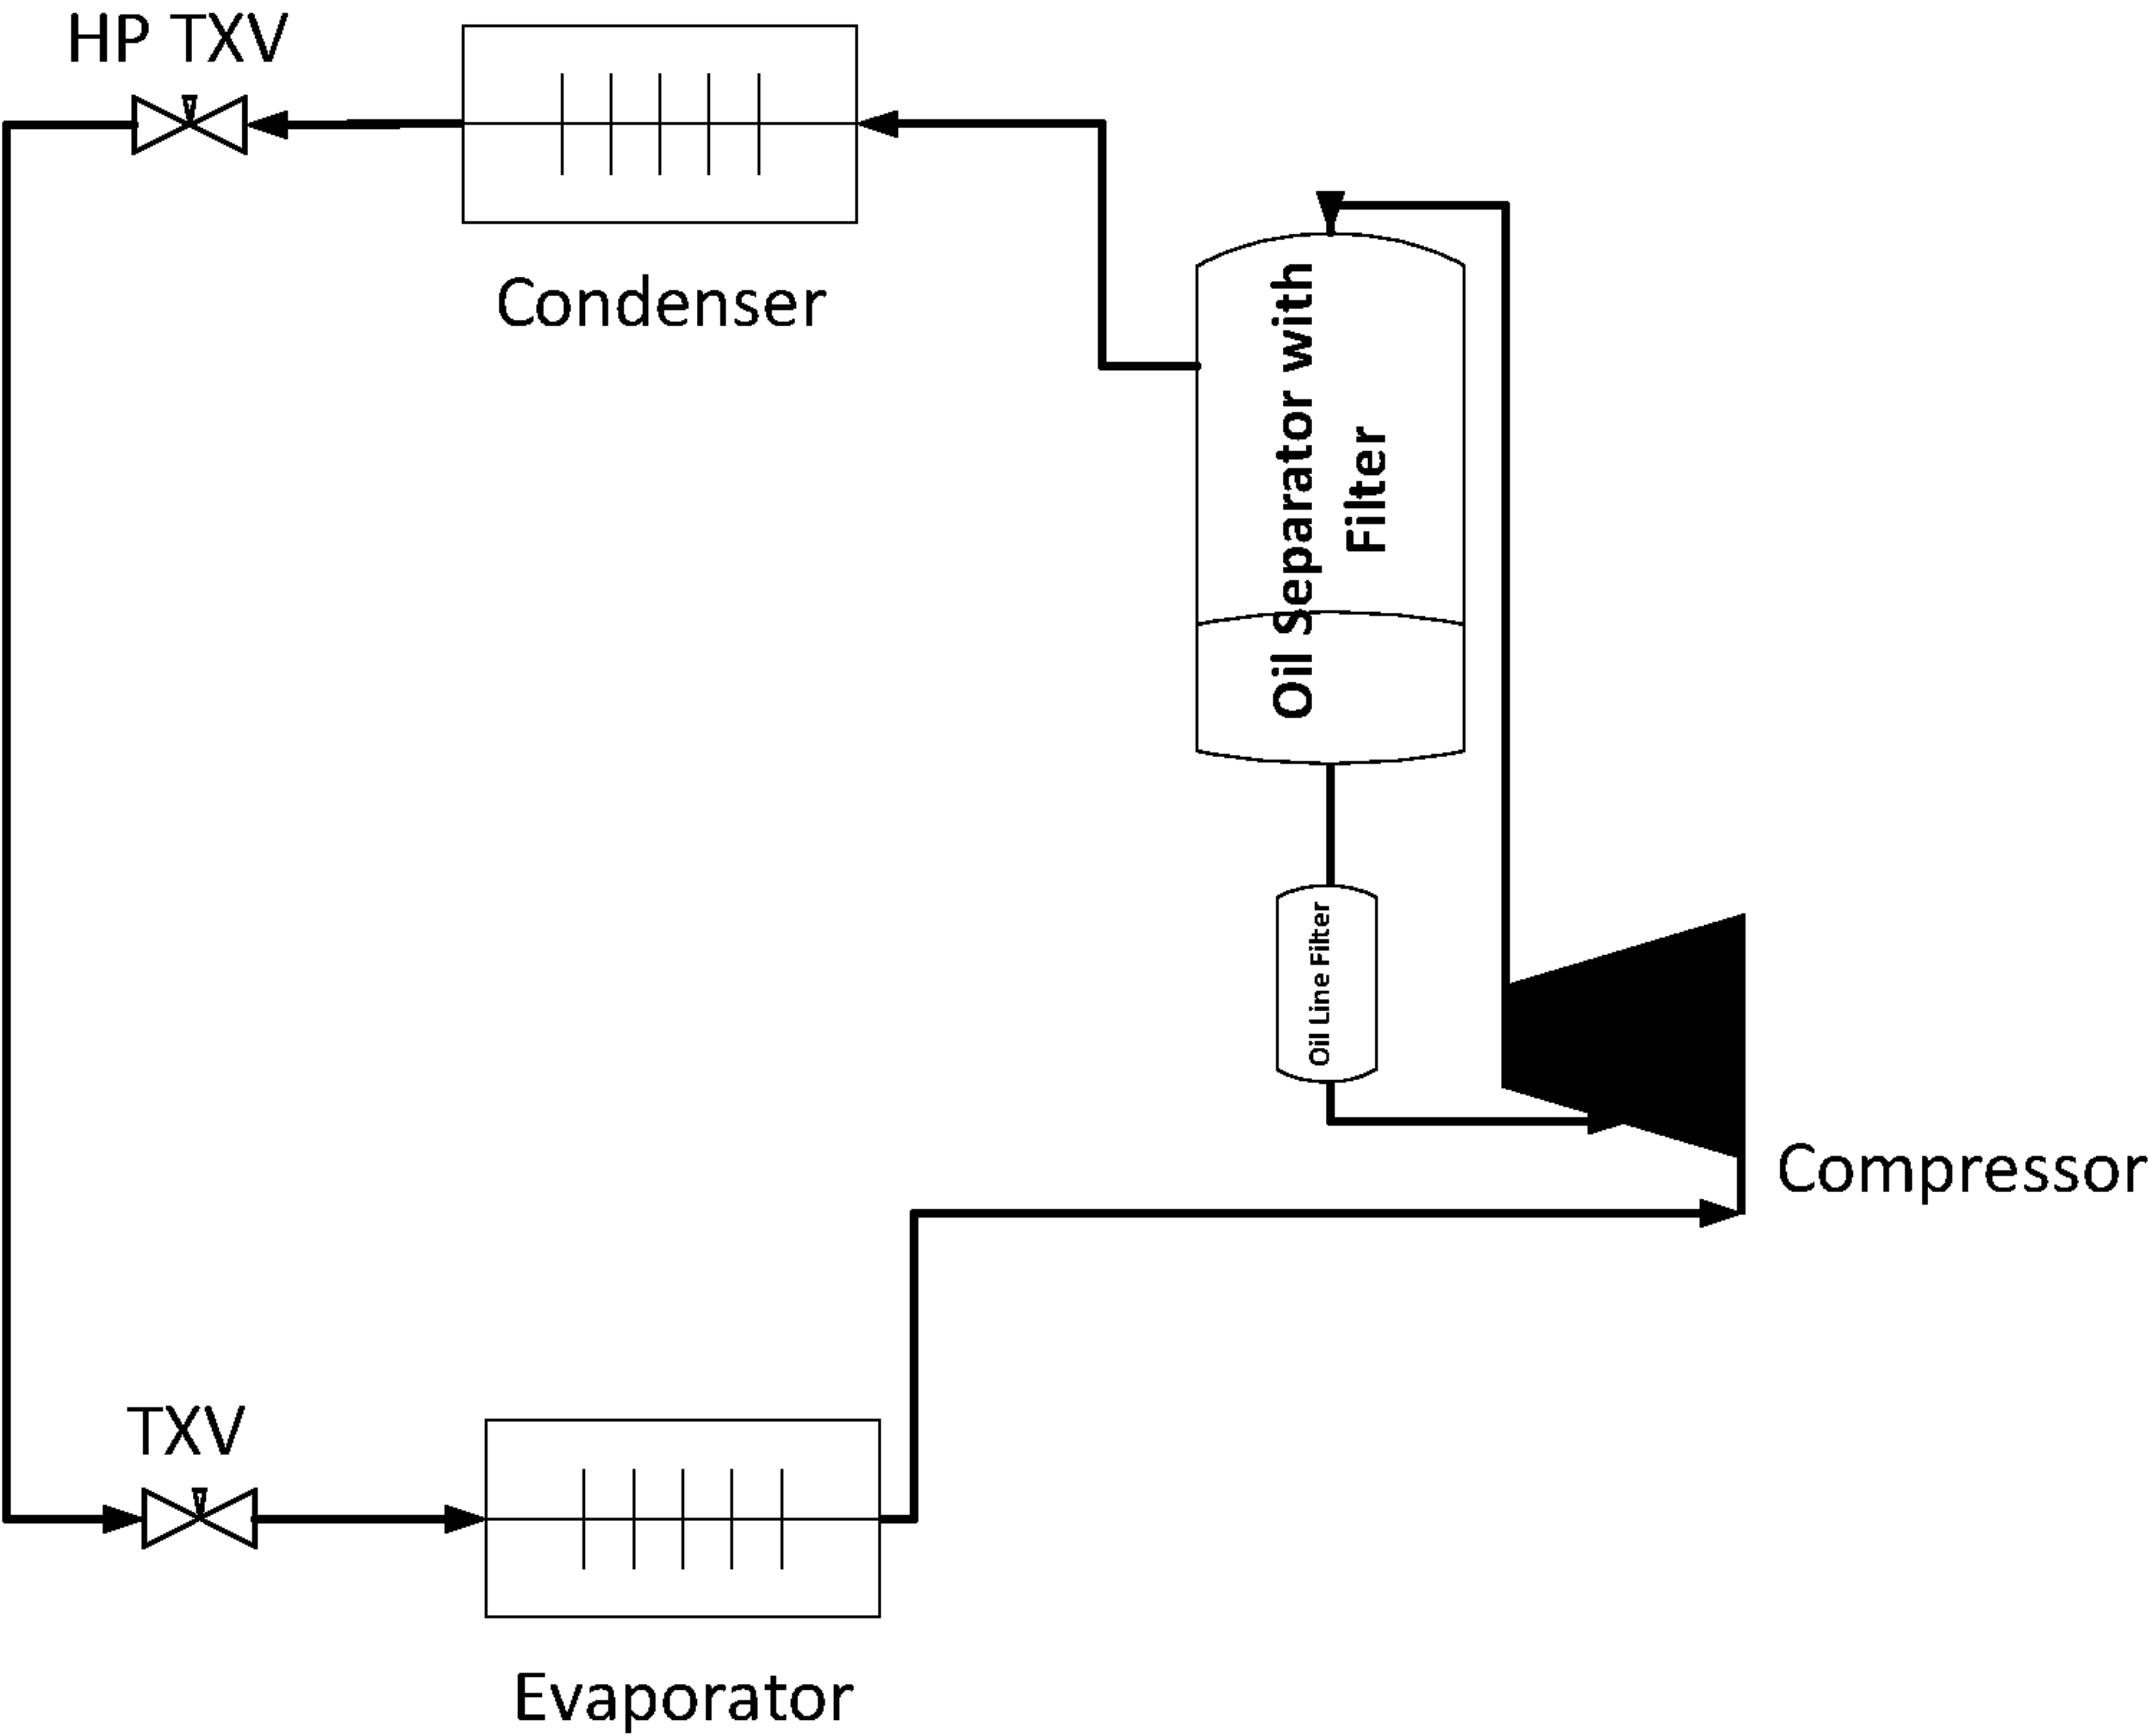 HP TXV
Condenser
Oil Separator with
Filter
Oil Line Filter
Compressor
TXV
Evaporator